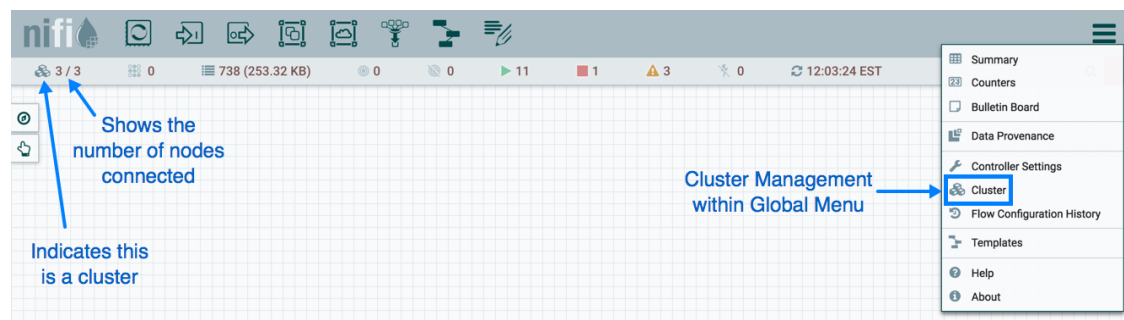 nifi
3 / 3
0
738 (253.32 KB)
0
0
11
1
3
0
12:03:24 EST
Summary
23 Counters
Bulletin Board
Data Provenance
Controller Settings
Cluster
Flow Configuration History
Templates
Help
About
Shows the
number of nodes
connected
Indicates this
is a cluster
Cluster Management
within Global Menu